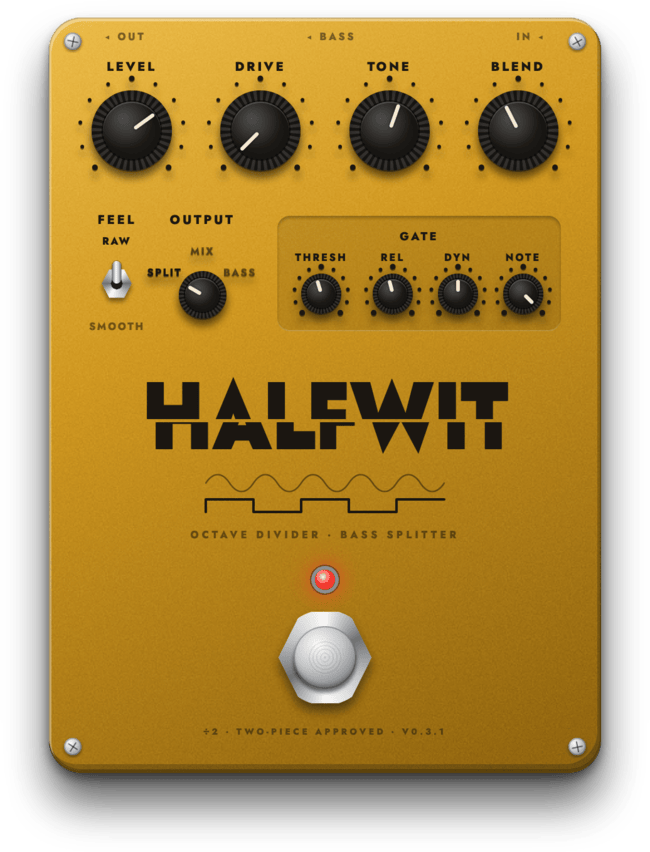 ◂ OUT ◂ BASS IN ◂
LEVEL DRIVE TONE BLEND
FEEL OUTPUT
RAW
GATE
MIX
THRESH REL DYN NOTE
SPLIT BASS
SMOOTH
HALFWIT
OCTAVE DIVIDER · BASS SPLITTER
÷2 · TWO-PIECE APPROVED · V0.3.1